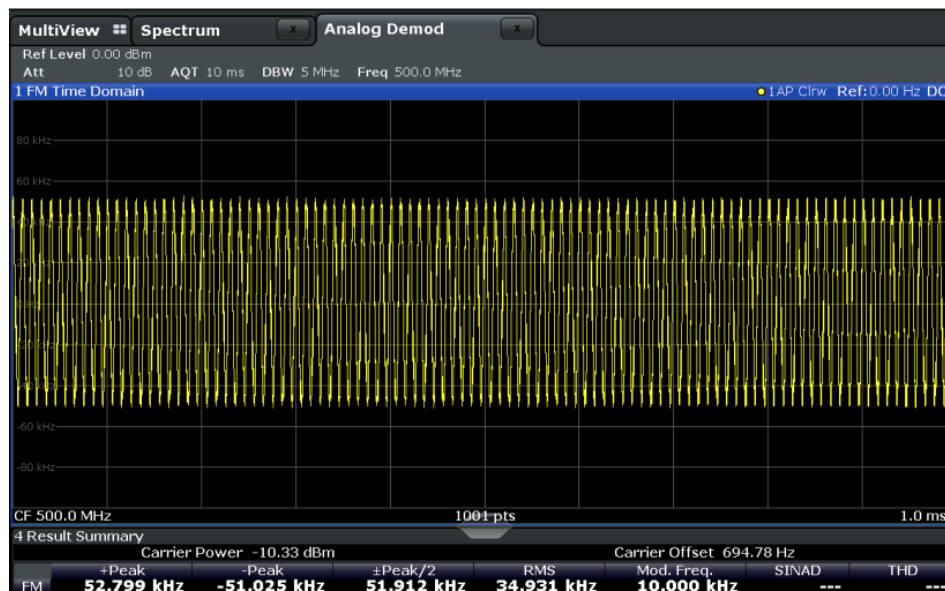 MultiView Spectrum x Analog Demod x
Ref Level 0.00 dBm
Att 10 dB AQT 10 ms DBW 5 MHz Freq 500.0 MHz
1 FM Time Domain 1AP Clrw Ref:0.00 Hz DC
80 kHz
60 kHz
-60 kHz
-80 kHz
CF 500.0 MHz 1001 pts 1.0 ms
4 Result Summary
Carrier Power -10.33 dBm Carrier Offset 694.78 Hz
+Peak -Peak ±Peak/2 RMS Mod. Freq. SINAD THD
FM 52.799 kHz -51.025 kHz 51.912 kHz 34.931 kHz 10.000 kHz --- ---